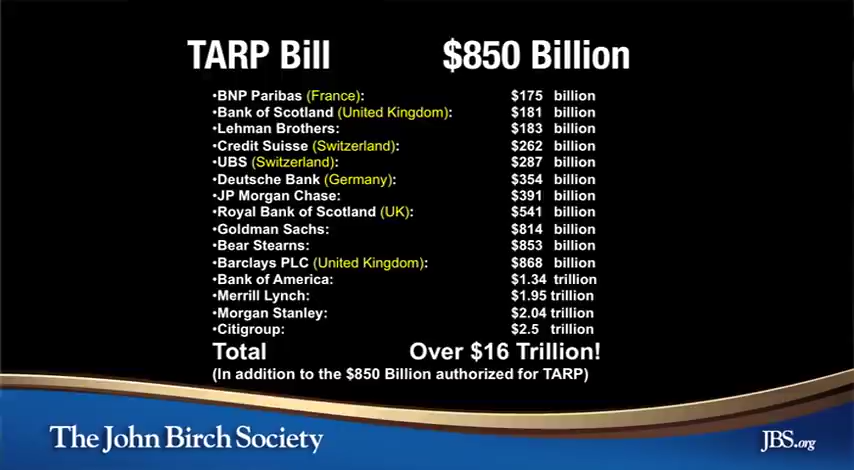 TARP Bill $850 Billion
•BNP Paribas (France): $175 billion
•Bank of Scotland (United Kingdom): $181 billion
•Lehman Brothers: $183 billion
•Credit Suisse (Switzerland): $262 billion
•UBS (Switzerland): $287 billion
•Deutsche Bank (Germany): $354 billion
•JP Morgan Chase: $391 billion
•Royal Bank of Scotland (UK): $541 billion
•Goldman Sachs: $814 billion
•Bear Stearns: $853 billion
•Barclays PLC (United Kingdom): $868 billion
•Bank of America: $1.34 trillion
•Merrill Lynch: $1.95 trillion
•Morgan Stanley: $2.04 trillion
•Citigroup: $2.5 trillion
Total Over $16 Trillion!
(In addition to the $850 Billion authorized for TARP)
The John Birch Society JBS.org